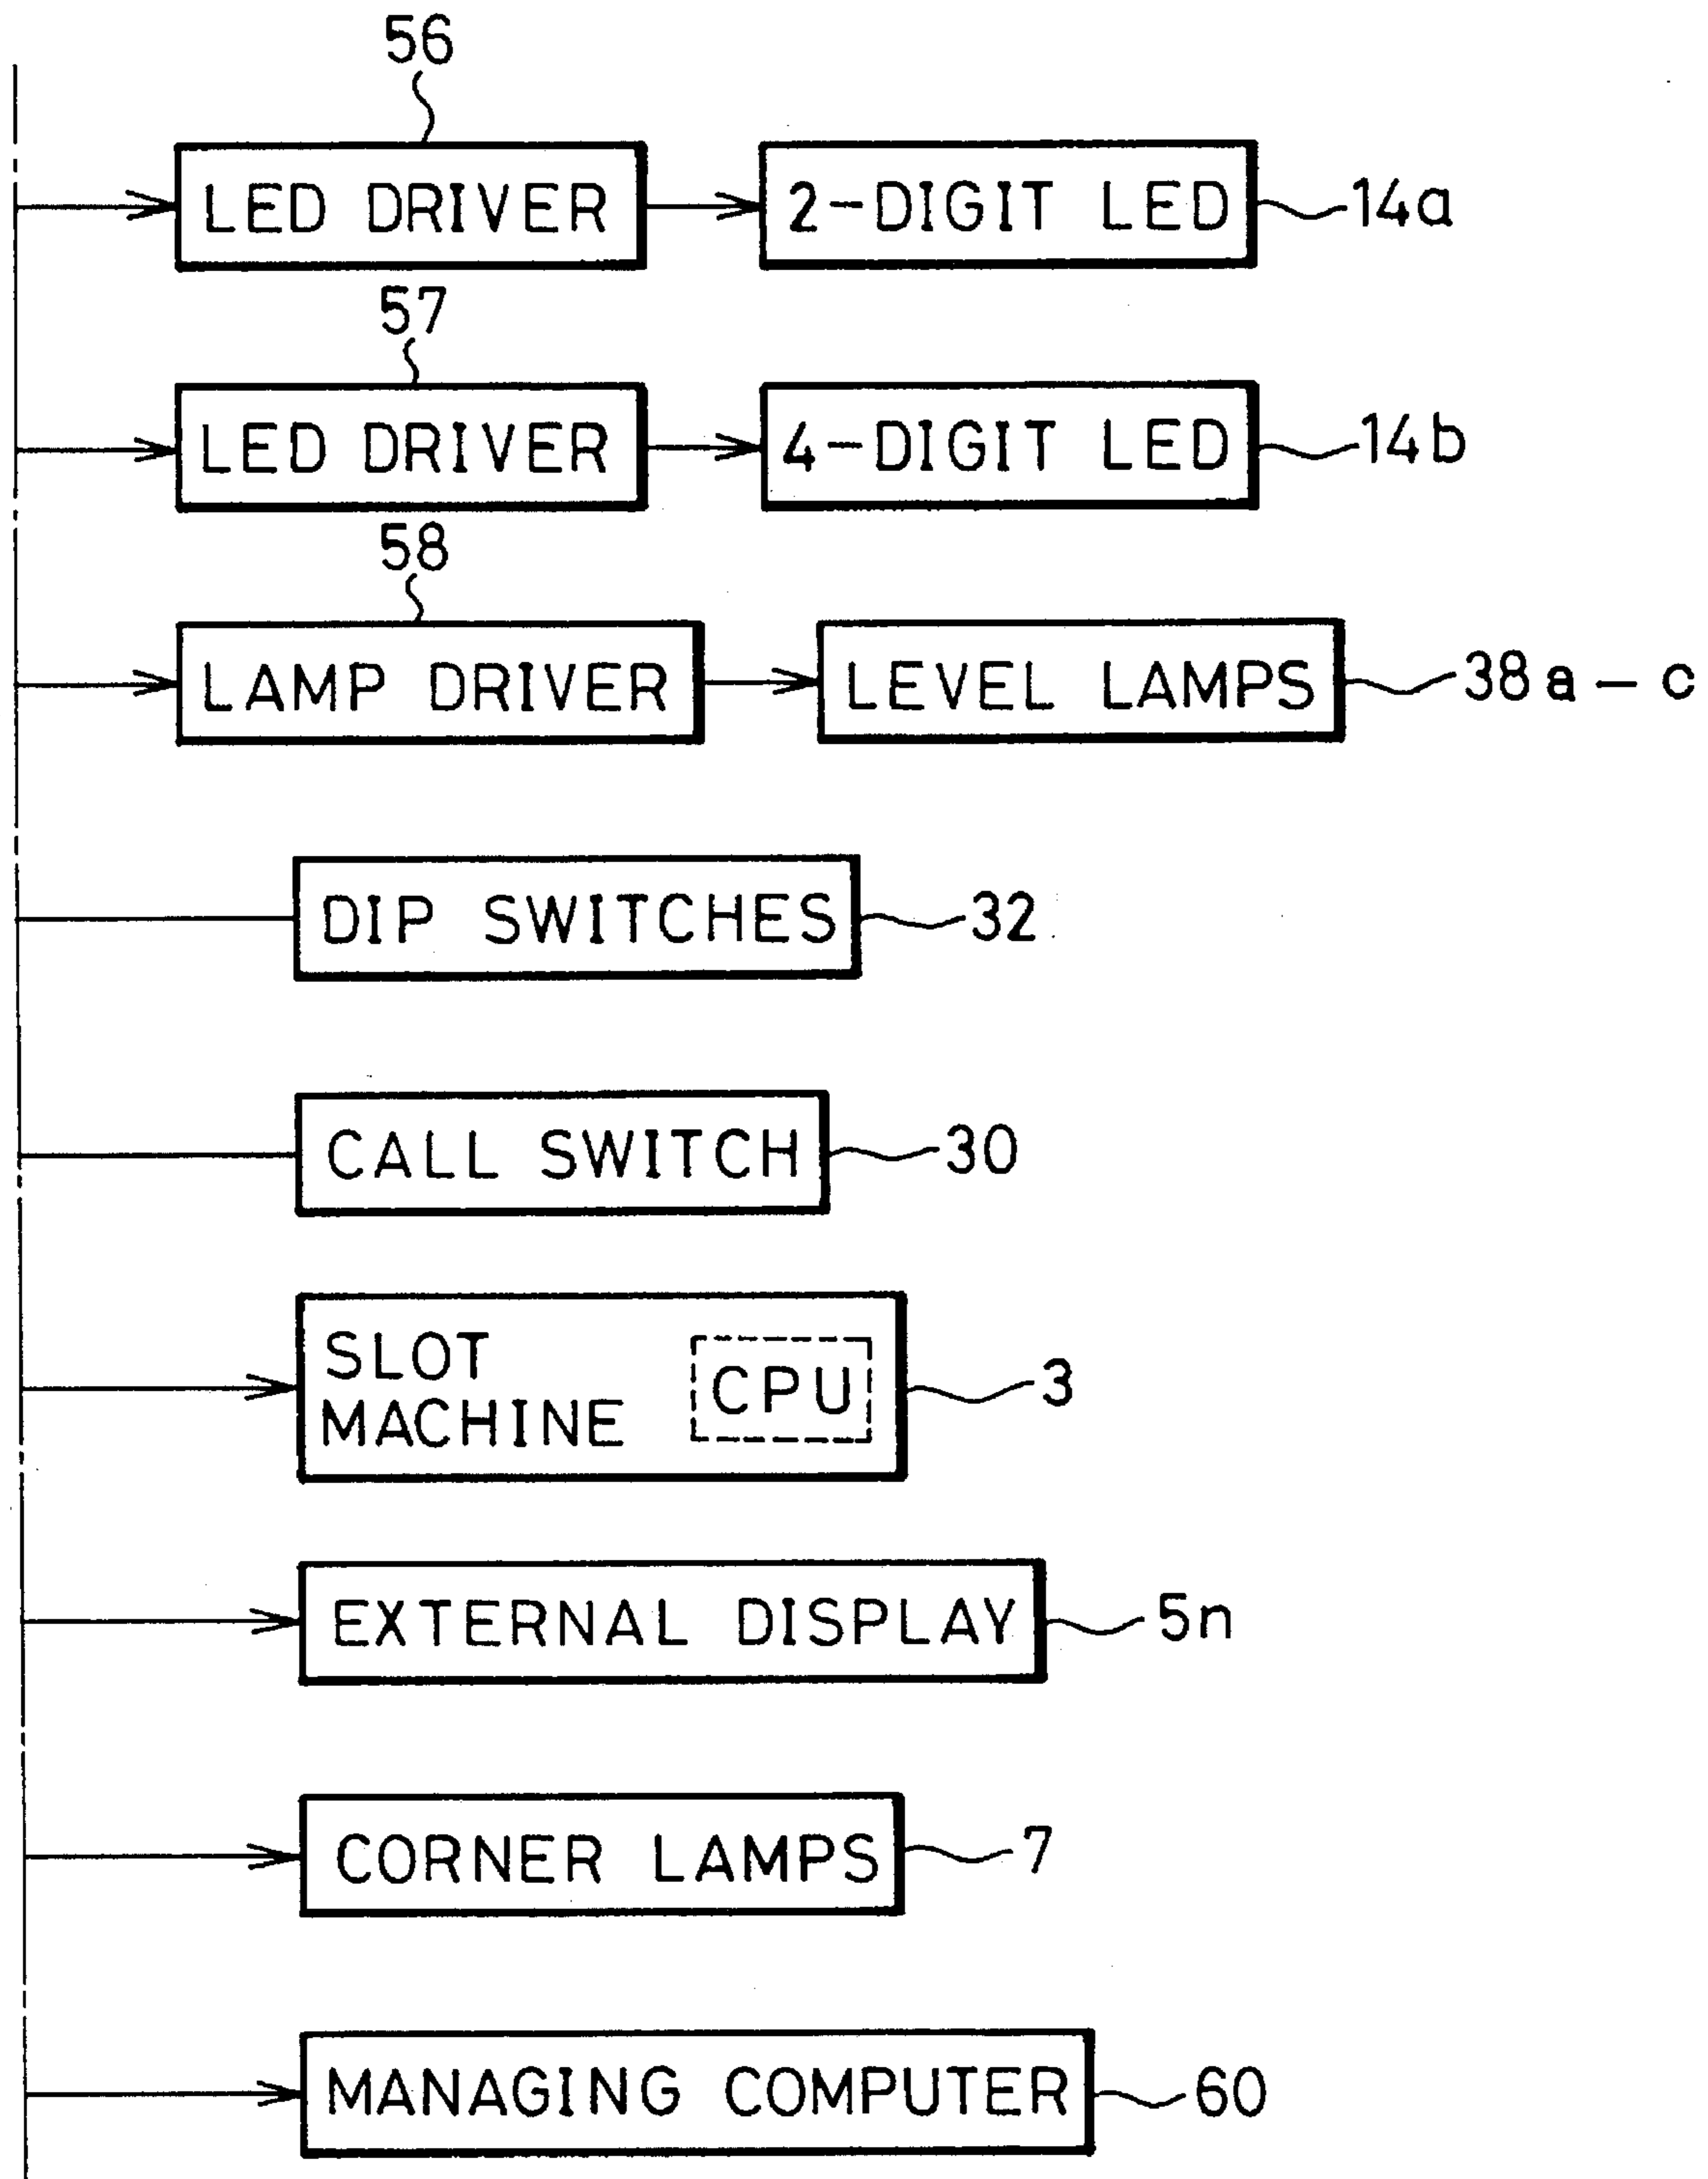 56
LED DRIVER
2-DIGIT LED
14a
57
LED DRIVER
4-DIGIT LED
14b
58
LAMP DRIVER
LEVEL LAMPS
38a-c
DIP SWITCHES
32
CALL SWITCH
30
SLOT
MACHINE
CPU
3
EXTERNAL DISPLAY
5n
CORNER LAMPS
7
MANAGING COMPUTER
60